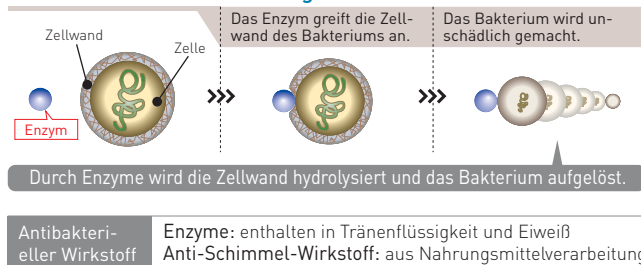 Das Enzym greift die Zell-
wand des Bakteriums an.
Das Bakterium wird un-
schädlich gemacht.
Zellwand
Zelle
Enzym
Durch Enzyme wird die Zellwand hydrolysiert und das Bakterium aufgelöst.
Antibakteri-
eller Wirkstoff
Enzyme: enthalten in Tränenflüssigkeit und Eiweiß
Anti-Schimmel-Wirkstoff: aus Nahrungsmittelverarbeitung